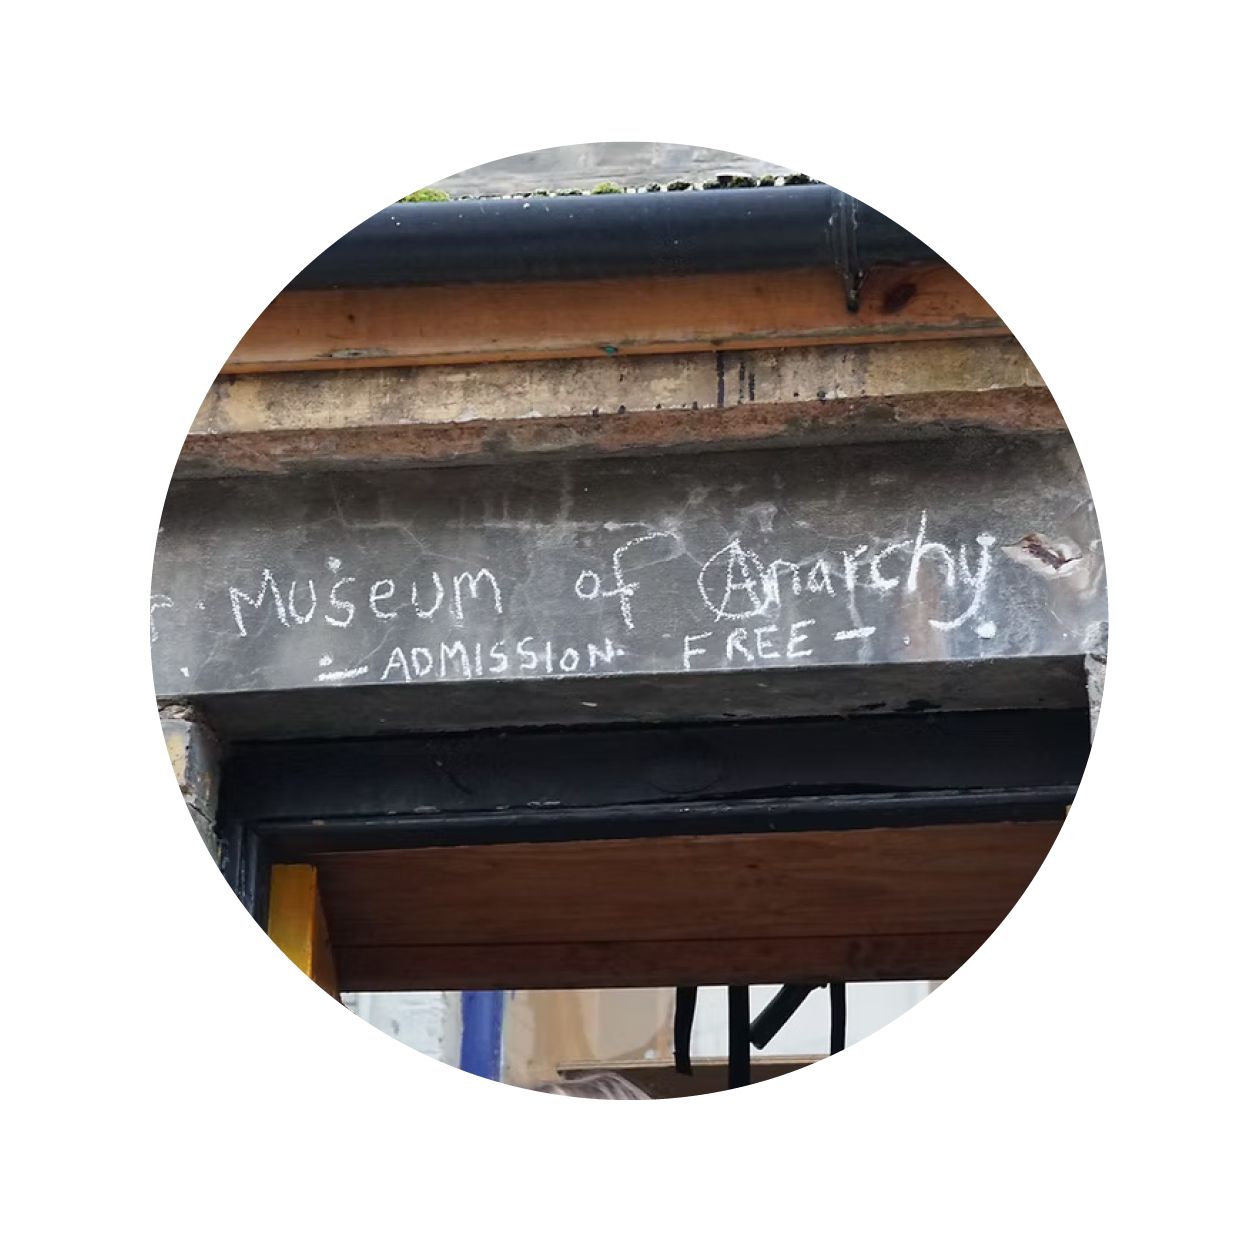 Museum of Anarchy
- ADMISSION FREE -